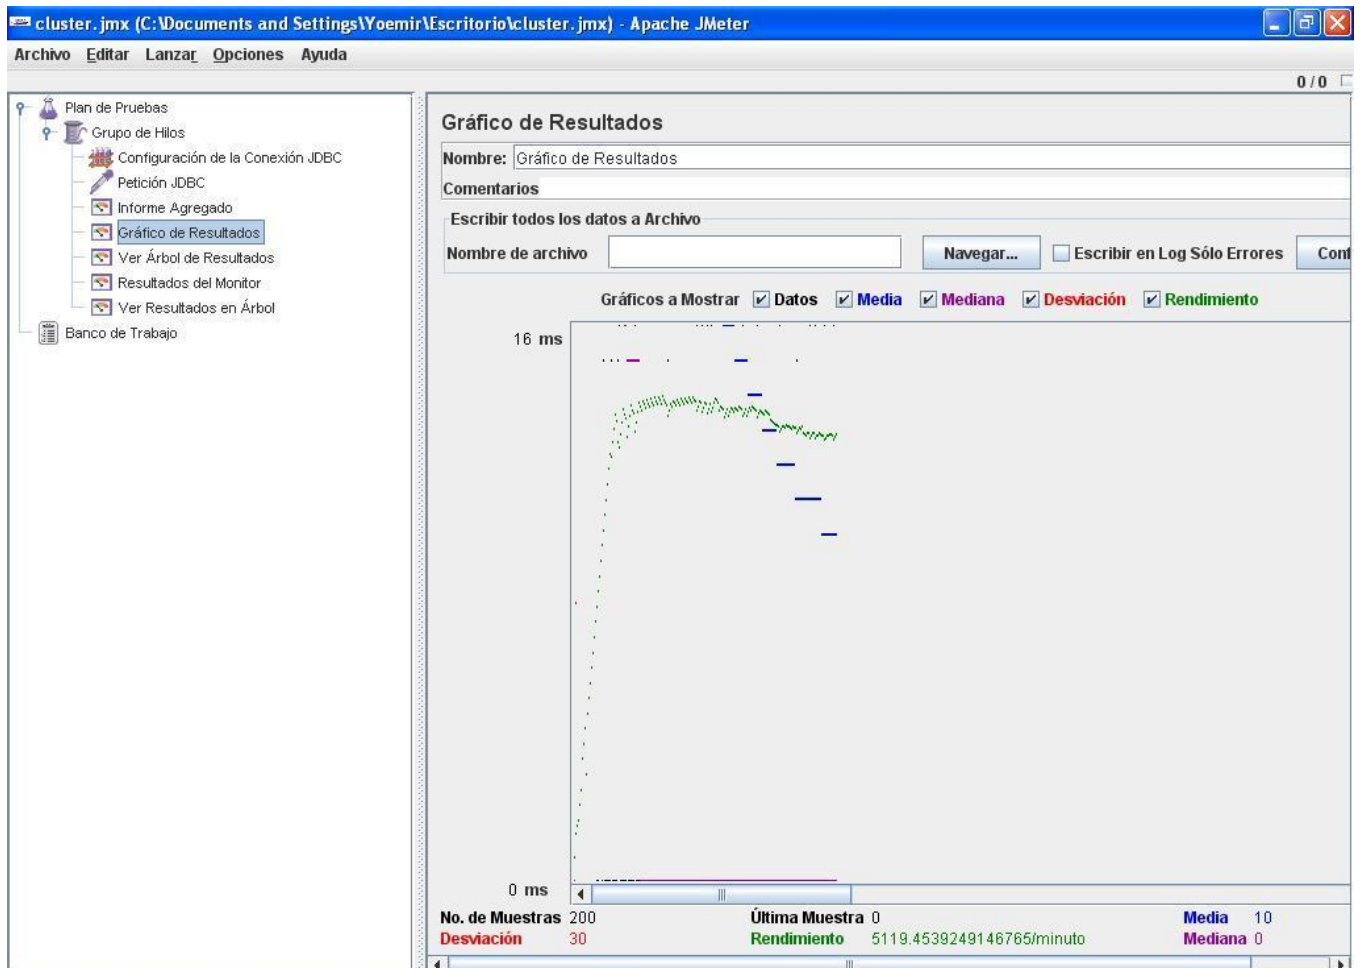 cluster.jmx (C:\Documents and Settings\Yoemir\Escritorio\cluster.jmx) - Apache JMeter
Archivo Editar Lanzar Opciones Ayuda
0 / 0
Plan de Pruebas
Grupo de Hilos
Configuración de la Conexión JDBC
Petición JDBC
Informe Agregado
Gráfico de Resultados
Ver Árbol de Resultados
Resultados del Monitor
Ver Resultados en Árbol
Banco de Trabajo
Gráfico de Resultados
Nombre: Gráfico de Resultados
Comentarios
Escribir todos los datos a Archivo
Nombre de archivo Navegar... Escribir en Log Sólo Errores Conf
Gráficos a Mostrar Datos Media Mediana Desviación Rendimiento
16 ms
0 ms
No. de Muestras 200 Última Muestra 0 Media 10
Desviación 30 Rendimiento 5119.4539249146765/minuto Mediana 0